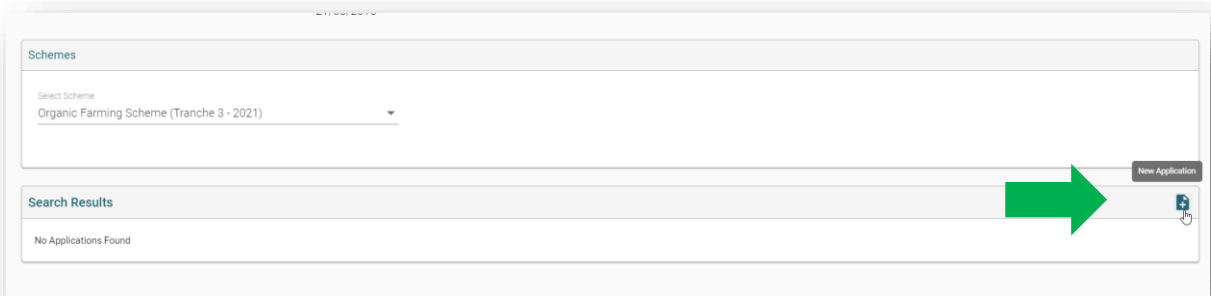 Schemes
Select Scheme
Organic Farming Scheme (Tranche 3 - 2021)
New Application
Search Results
No Applications Found